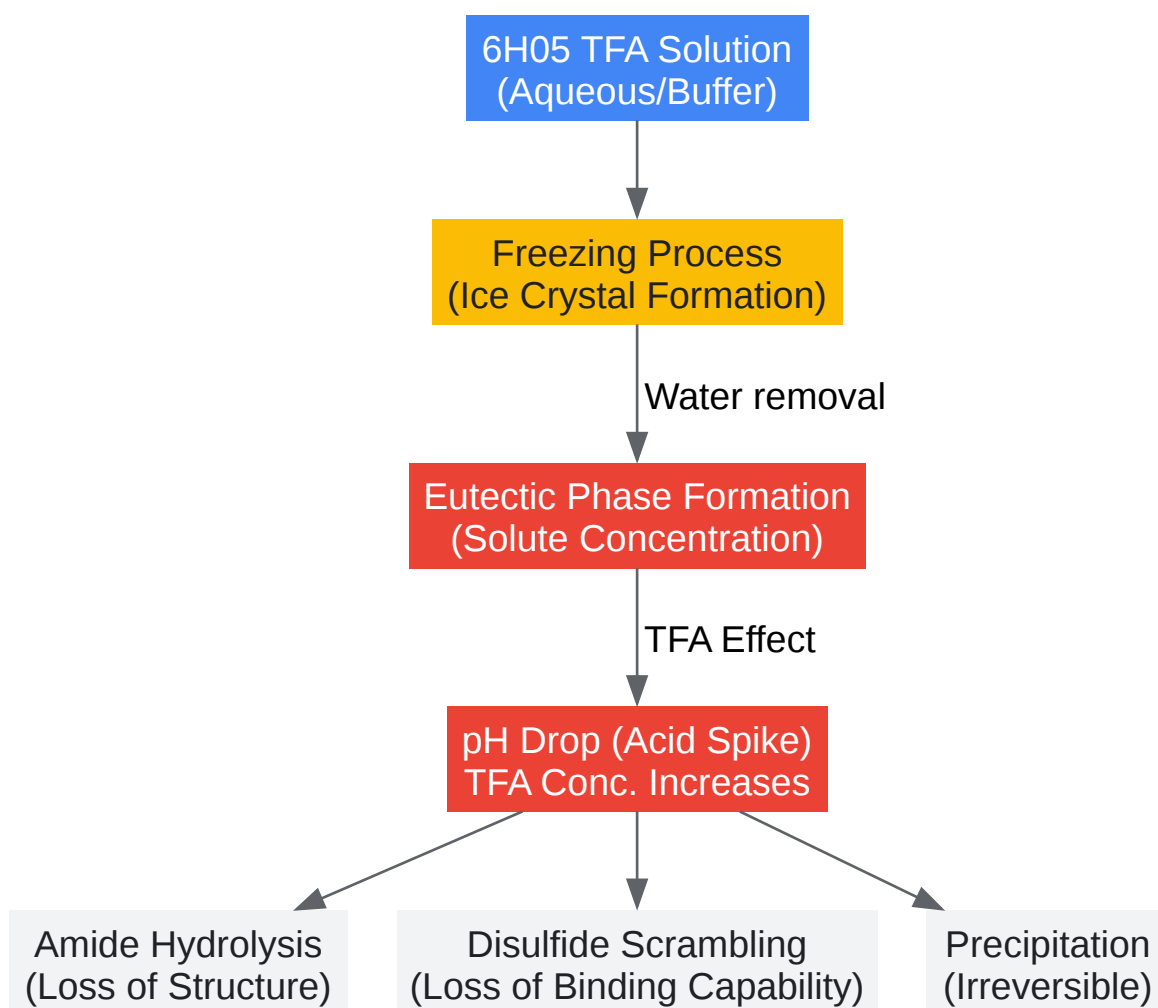 6H05 TFA Solution
(Aqueous/Buffer)
Freezing Process
(Ice Crystal Formation)
Water removal
Eutectic Phase Formation
(Solute Concentration)
TFA Effect
pH Drop (Acid Spike)
TFA Conc. Increases
Amide Hydrolysis
(Loss of Structure)
Disulfide Scrambling
(Loss of Binding Capability)
Precipitation
(Irreversible)